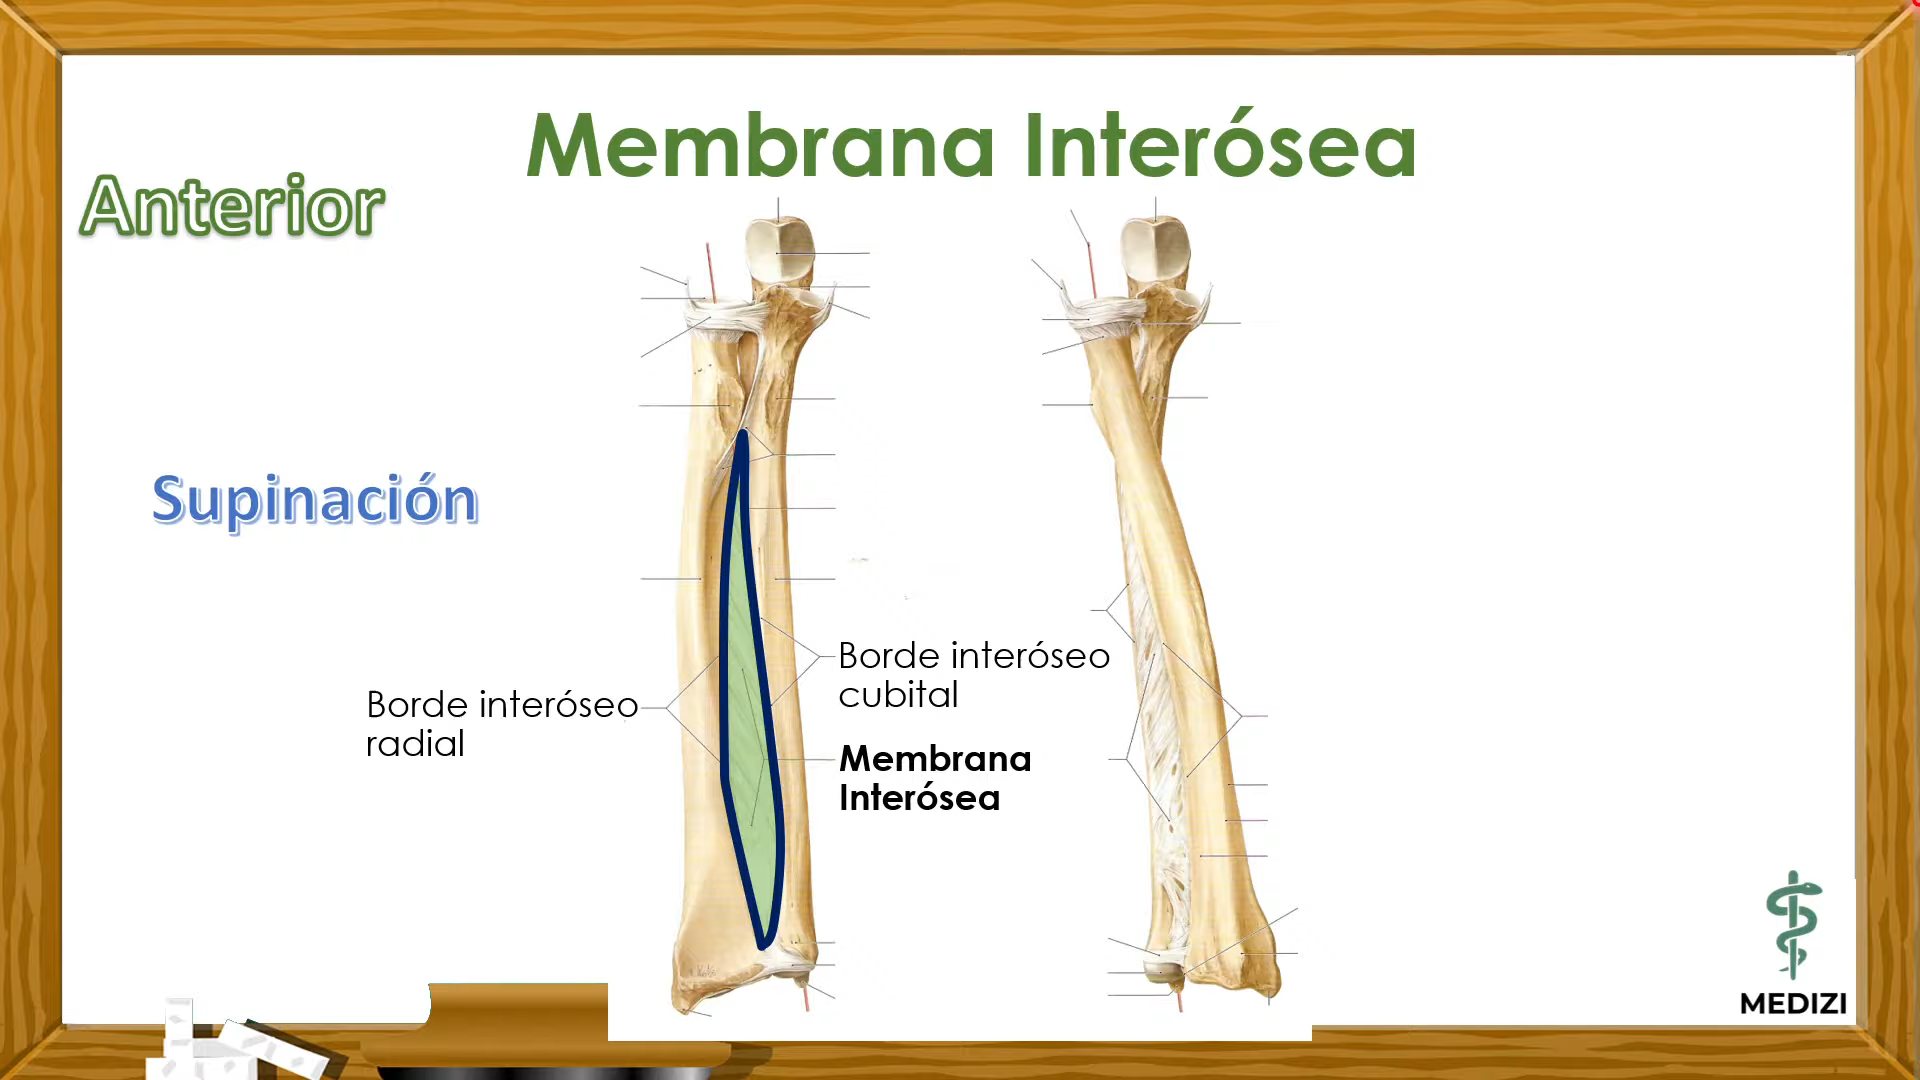 Membrana Interósea
Anterior
Supinación
Borde interóseo
cubital
Borde interóseo
radial
Membrana
Interósea
MEDIZI